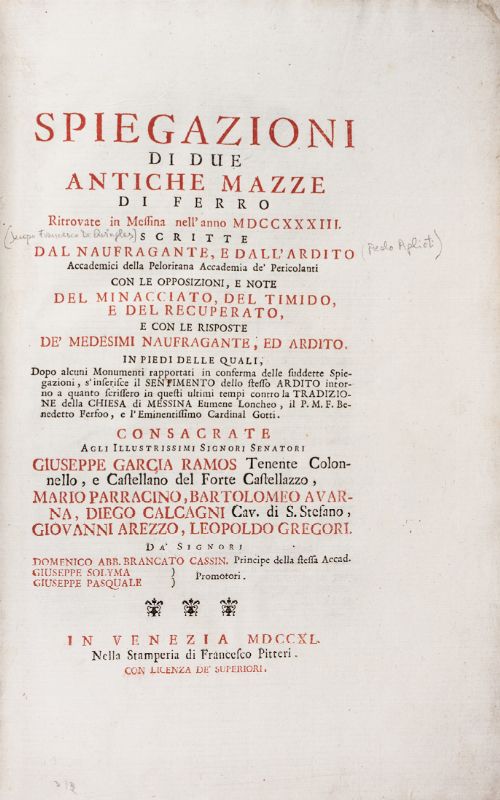 SPIEGAZIONI
DI DUE
ANTICHE MAZZE
DI FERRO
Ritrovate in Messina nell'anno MDCCXXXIII.
SCRITTE
DAL NAUFRAGANTE, E DALL'ARDITO
Accademici della Peloritana Accademia de' Pericolanti
CON LE OPPOSIZIONI, E NOTE
DEL MINACCIATO, DEL TIMIDO,
E DEL RECUPERATO,
E CON LE RISPOSTE
DE' MEDESIMI NAUFRAGANTE, ED ARDITO.
IN PIEDI DELLE QUALI,
Dopo alcuni Monumenti rapportati in conferma delle suddette Spie-
gazioni, s'inserisce il SENTIMENTO dello stesso ARDITO intor-
no a quanto scrissero in questi ultimi tempi contro la TRADIZIO-
NE della CHIESA di MESSINA Eumene Loncheo, il P. M. F. Be-
nedetto Perfoo, e l'Eminentissimo Cardinal Gotti.
CONSACRATE
AGLI ILLUSTRISSIMI SIGNORI SENATORI
GIUSEPPE GARCIA RAMOS Tenente Colon-
nello, e Castellano del Forte Castellazzo,
MARIO PARRACINO, BARTOLOMEO AVAR-
NA, DIEGO CALCAGNI Cav. di S. Stefano,
GIOVANNI AREZZO, LEOPOLDO GREGORI.
DA' SIGNORI
DOMENICO ABB. BRANCATO CASSIN. Principe della stessa Accad.
GIUSEPPE SOLYMA )
GIUSEPPE PASQUALE ) Promotori.
IN VENEZIA MDCCXL.
Nella Stamperia di Francesco Pitteri.
CON LICENZA DE' SUPERIORI.